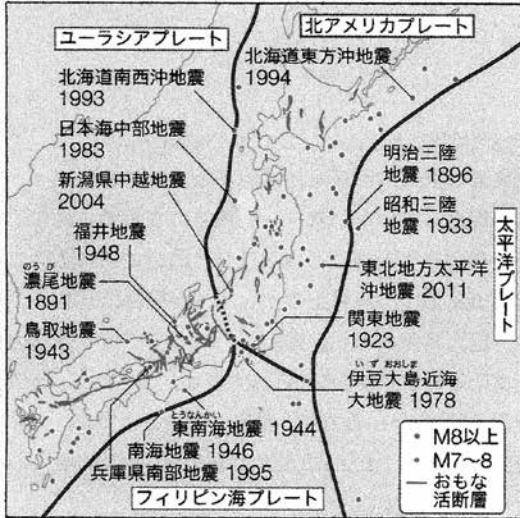 北アメリカプレート
ユーラシアプレート
北海道東方沖地震
1994
北海道南西沖地震
1993
日本海中部地震
1983
新潟県中越地震
2004
福井地震
1948
のうび
濃尾地震
1891
鳥取地震
1943
明治三陸
地震 1896
昭和三陸
地震 1933
太平洋プレート
東北地方太平洋
沖地震 2011
関東地震
1923
いずおおしま
伊豆大島近海
大地震 1978
とうなんかい
東南海地震 1944
南海地震 1946
兵庫県南部地震 1995
フィリピン海プレート
M8以上
M7～8
おもな
活断層